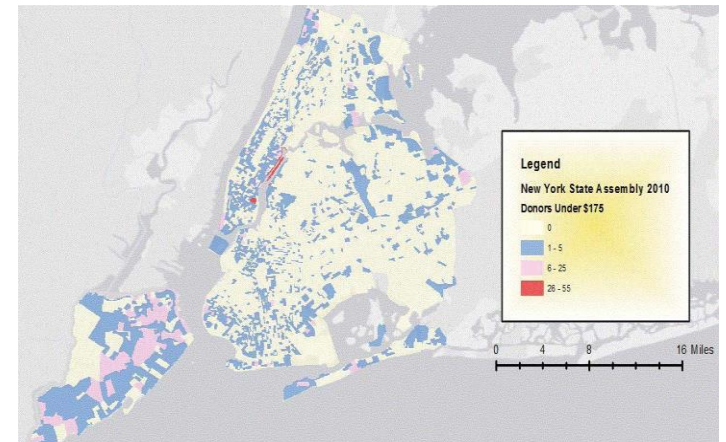 Legend
New York State Assembly 2010
Donors Under $175
0
1 - 5
6 - 25
26 - 55
0 4 8 16 Miles